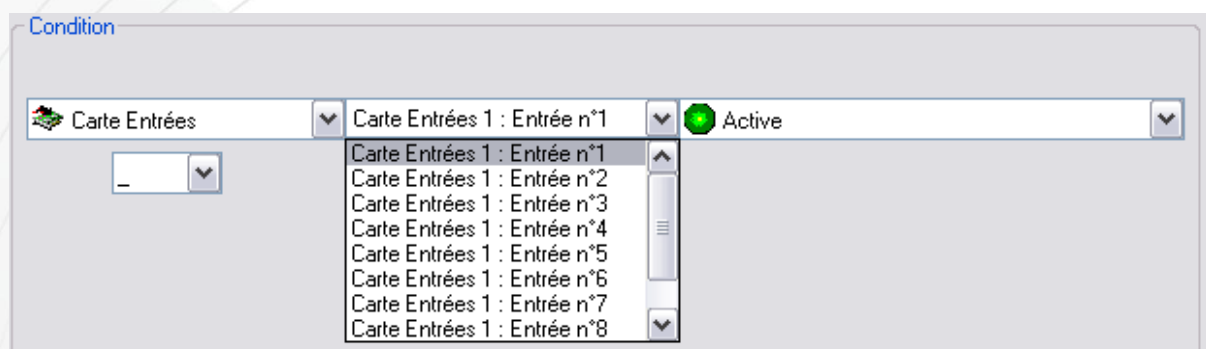 Condition
Carte Entrées Carte Entrées 1 : Entrée n°1 Active
_
Carte Entrées 1 : Entrée n°1
Carte Entrées 1 : Entrée n°2
Carte Entrées 1 : Entrée n°3
Carte Entrées 1 : Entrée n°4
Carte Entrées 1 : Entrée n°5
Carte Entrées 1 : Entrée n°6
Carte Entrées 1 : Entrée n°7
Carte Entrées 1 : Entrée n°8